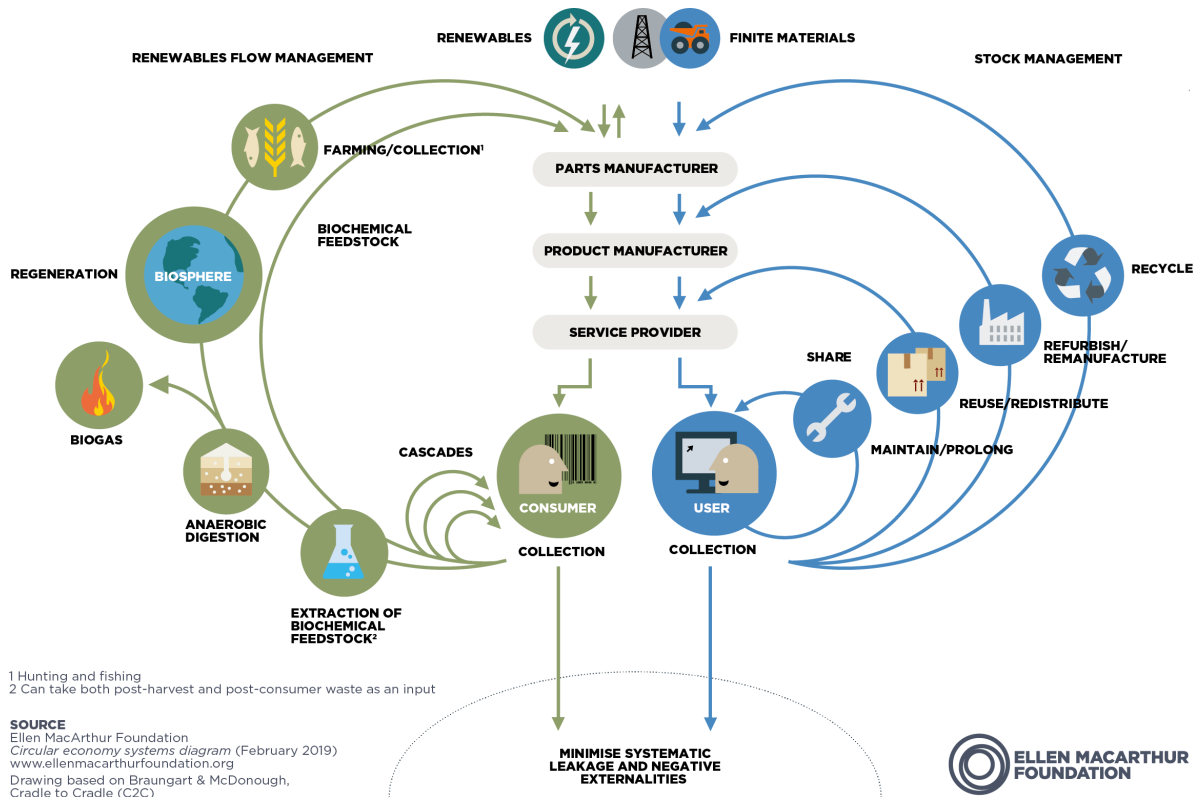 RENEWABLES
FINITE MATERIALS
RENEWABLES FLOW MANAGEMENT
STOCK MANAGEMENT
PARTS MANUFACTURER
FARMING/COLLECTION¹
BIOCHEMICAL
FEEDSTOCK
PRODUCT MANUFACTURER
REGENERATION
BIOSPHERE
RECYCLE
SERVICE PROVIDER
SHARE
REFURBISH/
REMANUFACTURE
REUSE/REDISTRIBUTE
BIOGAS
CASCADES
MAINTAIN/PROLONG
CONSUMER
USER
ANAEROBIC
DIGESTION
COLLECTION
COLLECTION
EXTRACTION OF
BIOCHEMICAL
FEEDSTOCK²
1 Hunting and fishing
2 Can take both post-harvest and post-consumer waste as an input
SOURCE
Ellen MacArthur Foundation
Circular economy systems diagram (February 2019)
www.ellenmacarthurfoundation.org
Drawing based on Braungart & McDonough,
Cradle to Cradle (C2C)
MINIMISE SYSTEMATIC
LEAKAGE AND NEGATIVE
EXTERNALITIES
ELLEN MACARTHUR
FOUNDATION